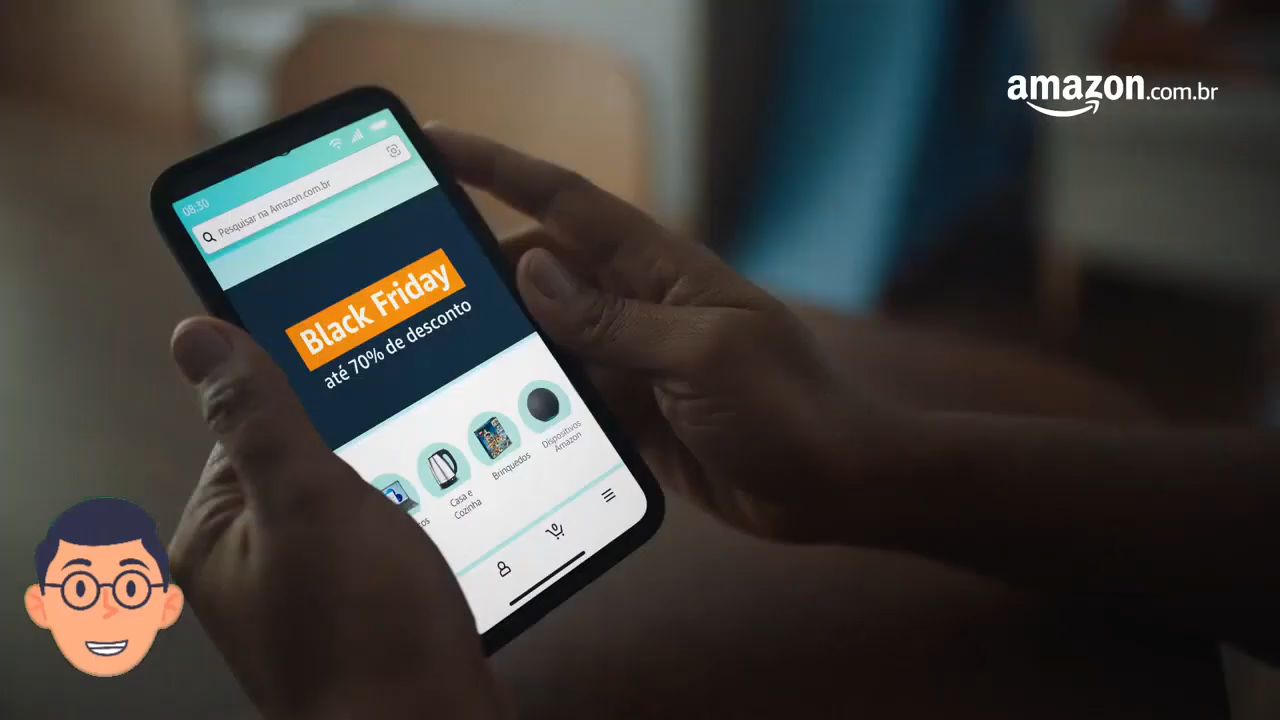 amazon.com.br
08:30
Pesquisar na Amazon.com.br
Black Friday
até 70% de desconto
Casa e
Cozinha
Brinquedos
Dispositivos
Amazon
0